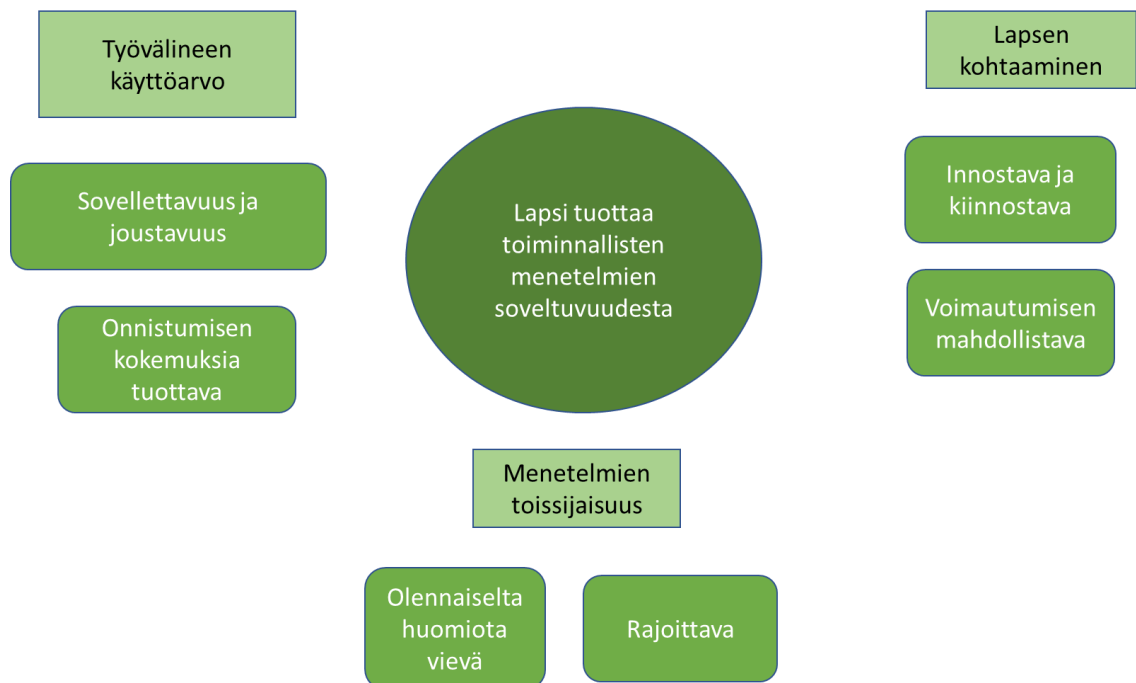 Työvälineen
käyttöarvo
Sovellettavuus ja
joustavuus
Onnistumisen
kokemuksia
tuottava
Lapsi tuottaa
toiminnallisten
menetelmien
soveltuvuudesta
Lapsen
kohtaaminen
Innostava ja
kiinnostava
Voimautumisen
mahdollistava
Menetelmien
toissijaisuus
Olennaiselta
huomiota
vievä
Rajoittava